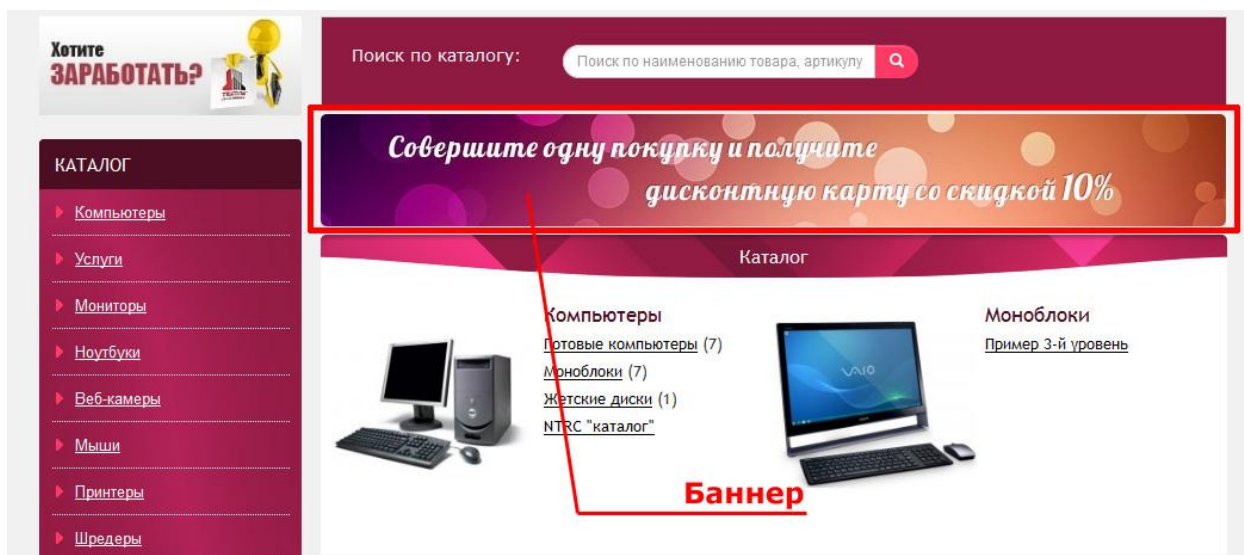 Хотите
ЗАРАБОТАТЬ?
Поиск по каталогу:
Поиск по наименованию товара, артикулу
Совершите одну покупку и получите
дисконтную карту со скидкой 10%
КАТАЛОГ
Компьютеры
Услуги
Мониторы
Ноутбуки
Веб-камеры
Мыши
Принтеры
Шредеры
Каталог
Компьютеры
Готовые компьютеры (7)
Моноблоки (7)
Жетские диски (1)
NTRC "каталог"
VAIO
Моноблоки
Пример 3-й уровень
Баннер